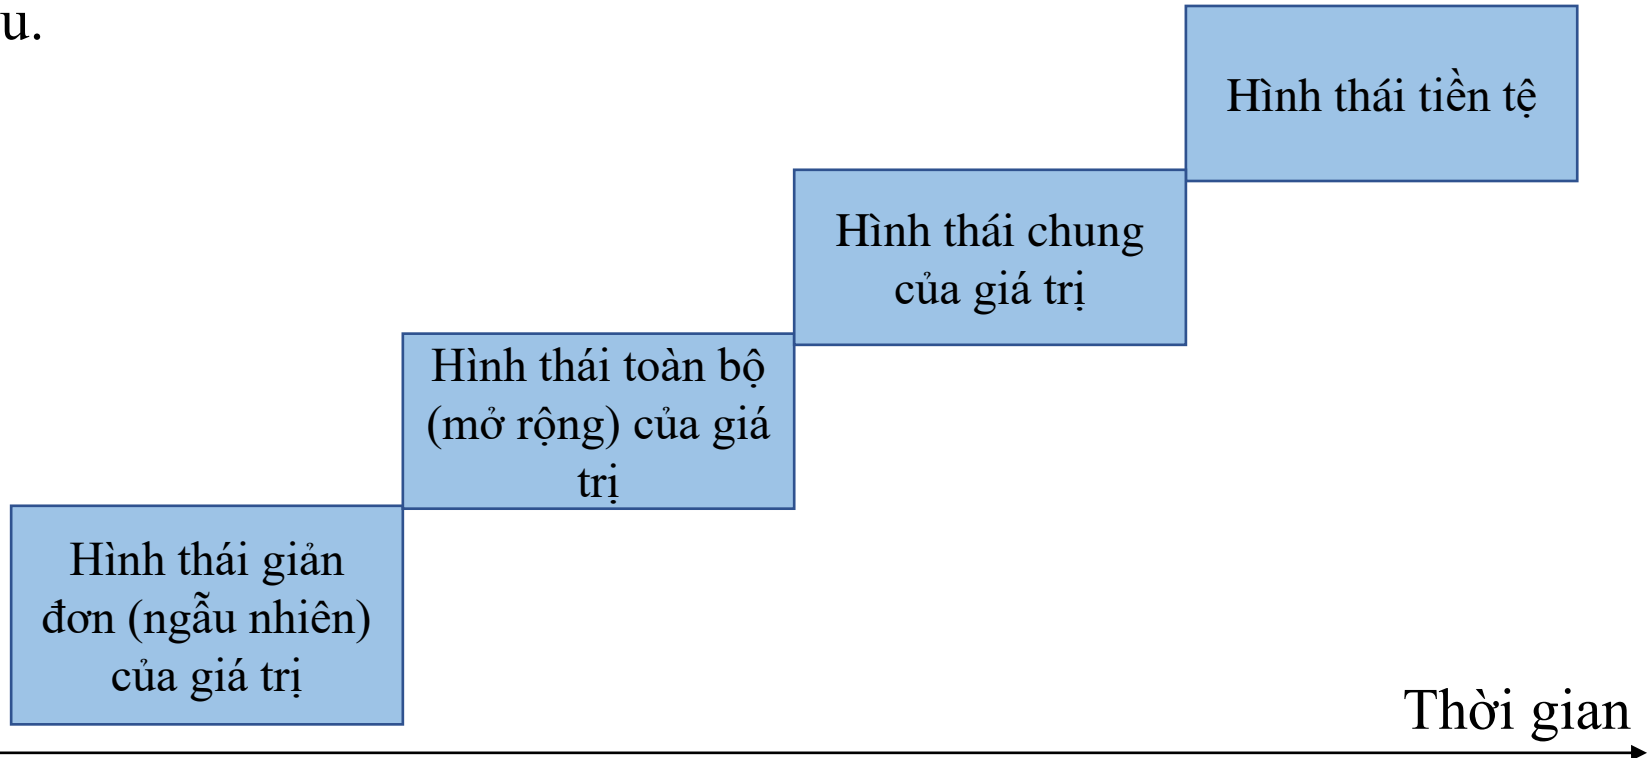 u.
Hình thái tiền tệ
Hình thái chung
của giá trị
Hình thái toàn bộ
(mở rộng) của giá
trị
Hình thái giản
đơn (ngẫu nhiên)
của giá trị
Thời gian